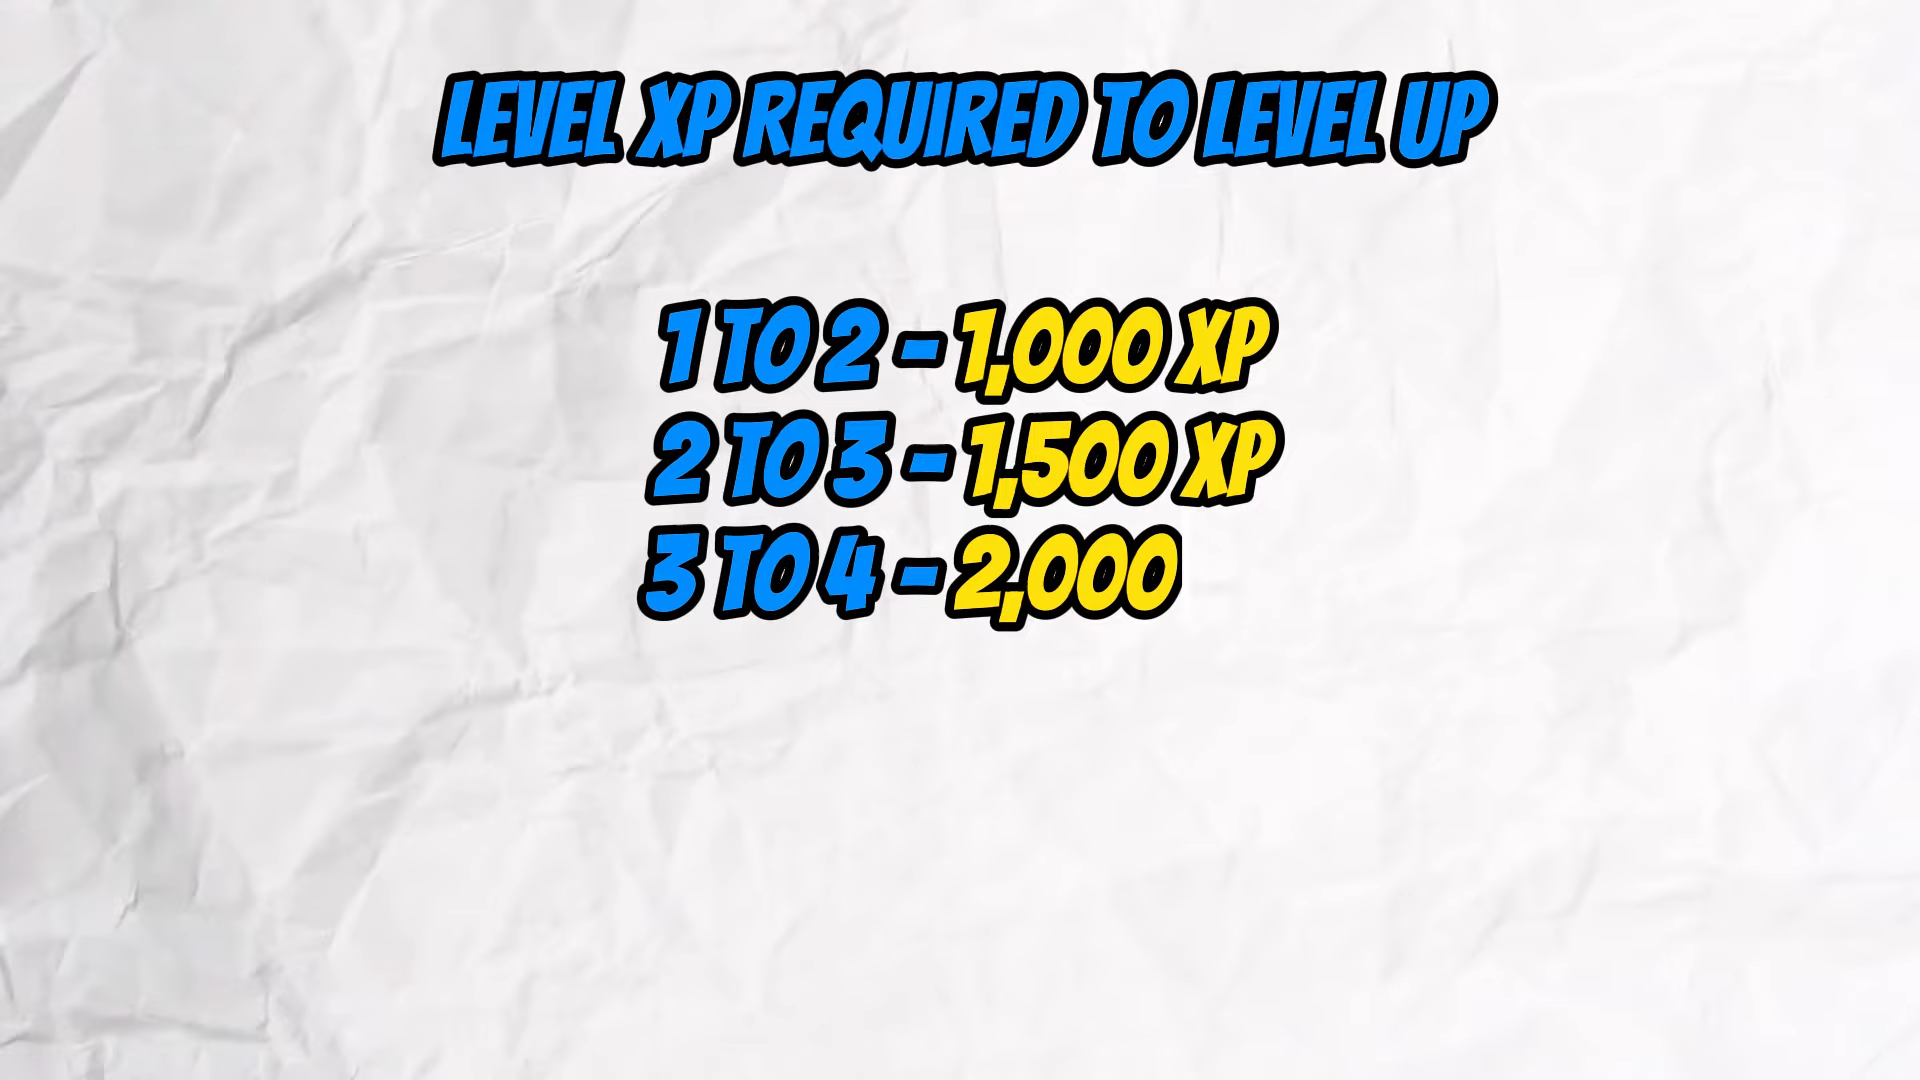 LEVEL XP REQUIRED TO LEVEL UP
1 TO 2 - 1,000 XP
2 TO 3 - 1,500 XP
3 TO 4 - 2,000